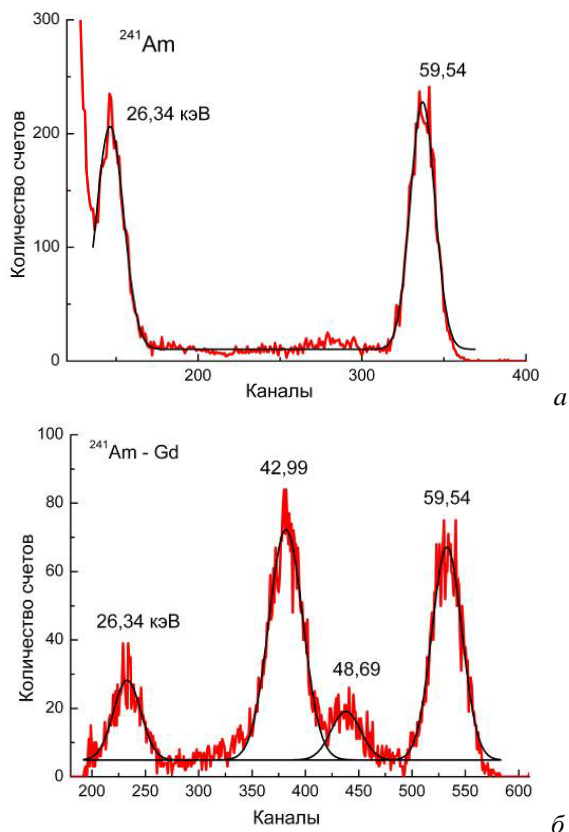 300
200
100
0
Количество счетов
²⁴¹Am
26,34 кэВ
59,54
200
300
400
Каналы
а
100
80
60
40
20
0
Количество счетов
²⁴¹Am - Gd
26,34 кэВ
42,99
48,69
59,54
200
250
300
350
400
450
500
550
600
Каналы
б